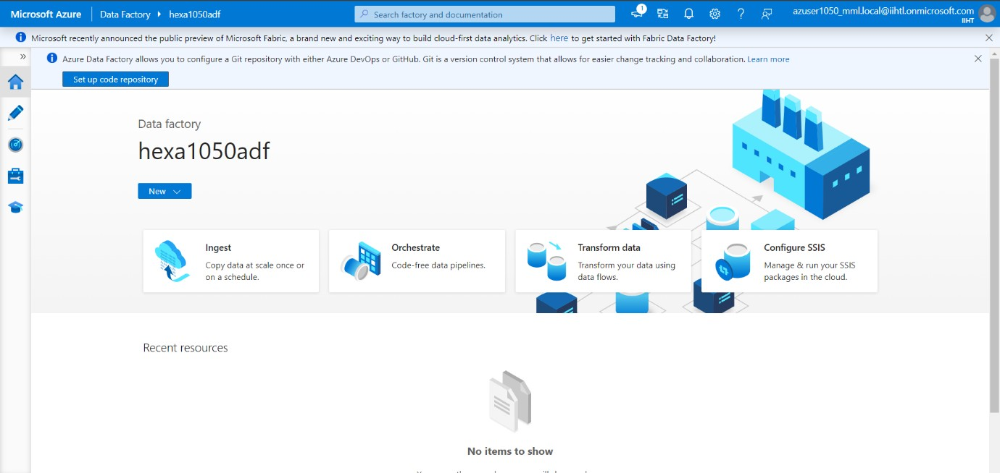 Microsoft Azure
Data Factory
hexa1050adf
Search factory and documentation
1
azuser1050_mml.local@iihtl.onmicrosoft.com
IIHT
Microsoft recently announced the public preview of Microsoft Fabric, a brand new and exciting way to build cloud-first data analytics. Click here to get started with Fabric Data Factory!
Azure Data Factory allows you to configure a Git repository with either Azure DevOps or GitHub. Git is a version control system that allows for easier change tracking and collaboration. Learn more
Set up code repository
Data factory
hexa1050adf
New
Ingest
Copy data at scale once or
on a schedule.
Orchestrate
Code-free data pipelines.
Transform data
Transform your data using
data flows.
Configure SSIS
Manage & run your SSIS
packages in the cloud.
Recent resources
No items to show